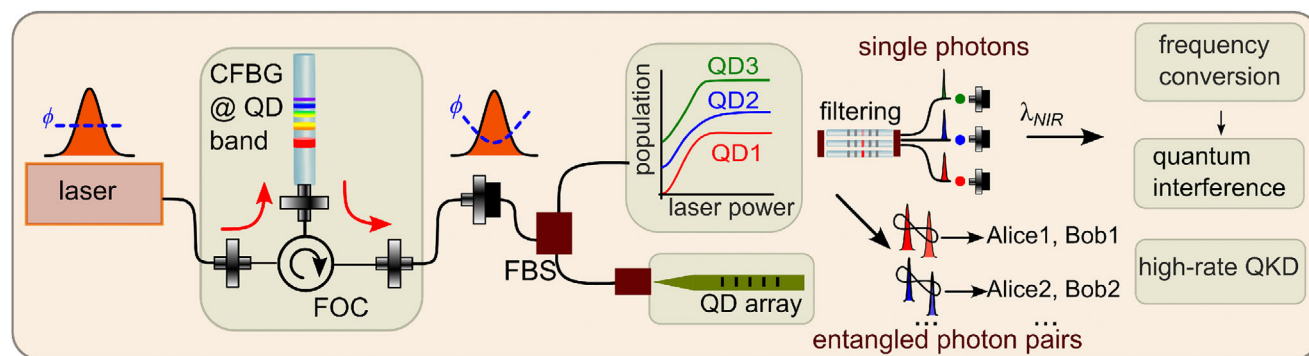 ϕ
laser
CFBG
@ QD
band
FOC
ϕ
FBS
population
QD3
QD2
QD1
laser power
QD array
single photons
filtering
λNIR
Alice1, Bob1
Alice2, Bob2
... ...
entangled photon pairs
frequency
conversion
quantum
interference
high-rate QKD